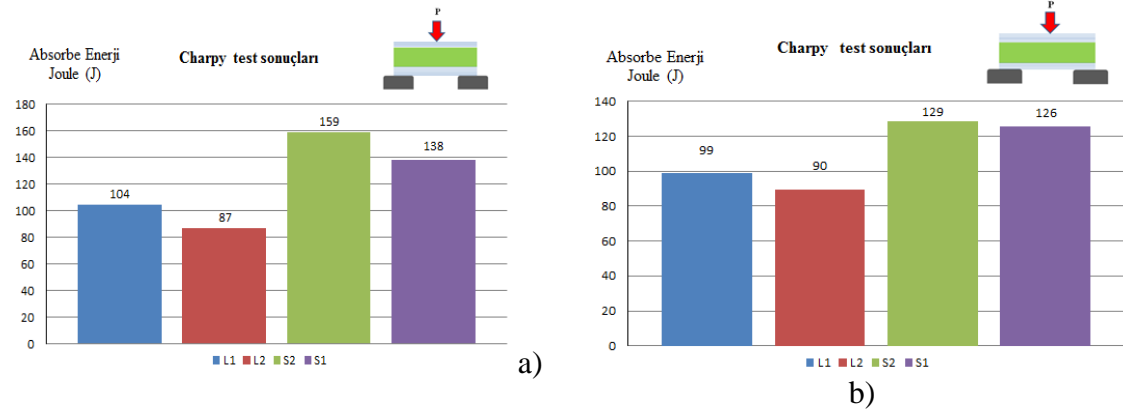 P
Absorbe Enerji
Joule (J)
Charpy test sonuçları
180
160
140
120
100
80
60
40
20
0
104
87
159
138
L1 L2 S2 S1
a)
P
Absorbe Enerji
Joule (J)
Charpy test sonuçları
140
120
100
80
60
40
20
0
99
90
129
126
L1 L2 S2 S1
b)